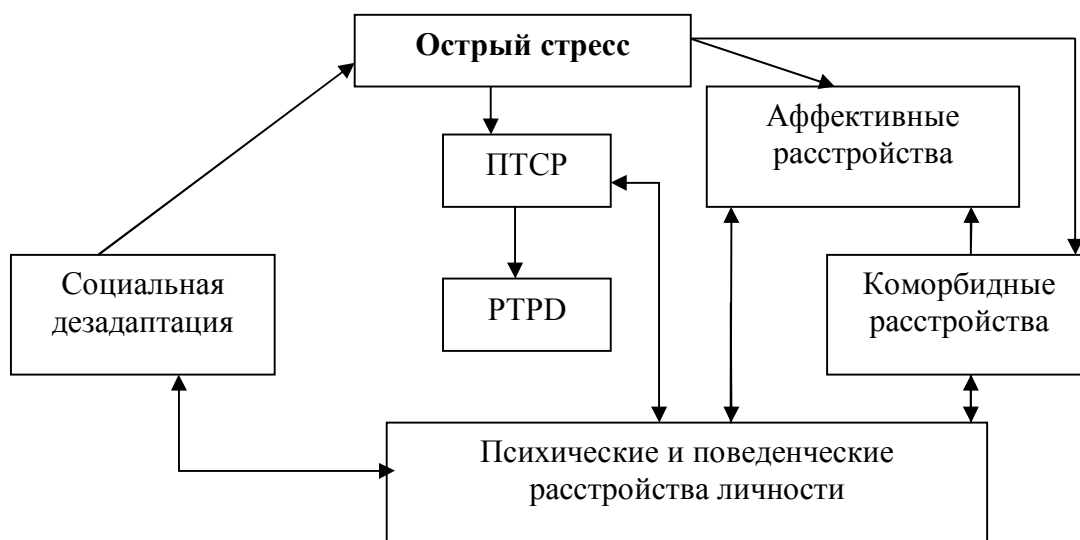 Острый стресс
Аффективные
расстройства
ПТСР
Социальная
дезадаптация
PTPD
Коморбидные
расстройства
Психические и поведенческие
расстройства личности